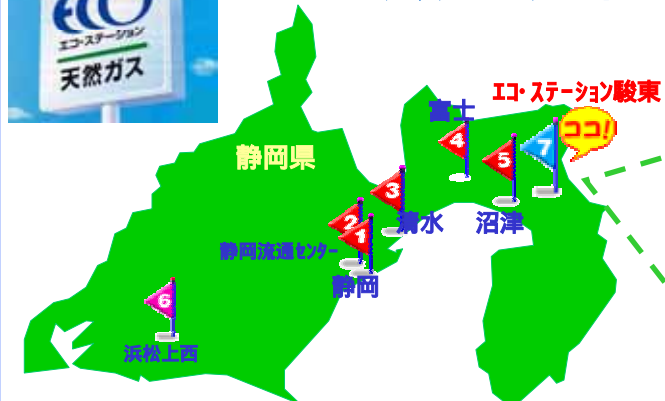 ECO
エコ・ステーション
天然ガス
エコ・ステーション駿東
ココ!
富士
4
5
7
静岡県
3
清水
沼津
2
1
静岡流通センター
静岡
6
浜松上西